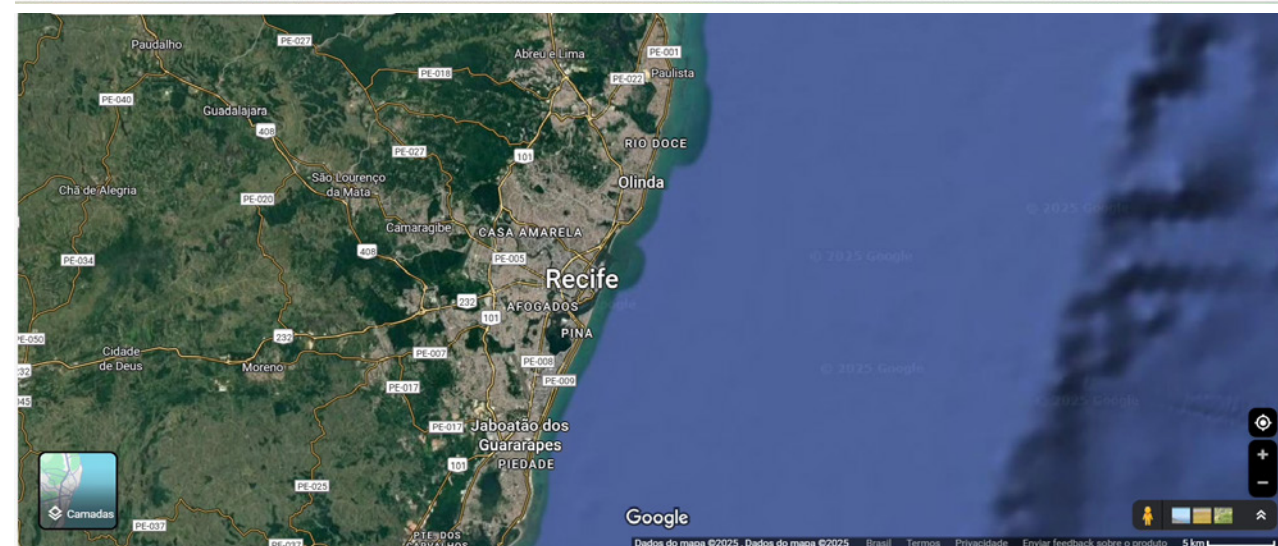 Paudalho
PE-027
Abreu e Lima
PE-001
PE-018
PE-022
Paulista
PE-040
Guadalajara
408
RIO DOCE
PE-027
101
São Lourenço
da Mata
Olinda
Chã de Alegria
PE-020
Camaragibe
CASA AMARELA
© 2025 Google
408
PE-005
© 2025 Google
PE-034
Recife
232
AFOGADOS
101
PINA
PE-050
232
Cidade
de Deus
PE-007
Moreno
PE-008
© 2025 Google
PE-017
PE-009
© 2025 Google
PE-017
Jaboatão dos
Guararapes
101
PIEDADE
PE-025
Camadas
Google
PE-037
PTE. DOS
CARVALHOS
PE-037
Dados do mapa ©2025 , Dados do mapa ©2025 Brasil Termos Privacidade Enviar feedback sobre o produto 5 km